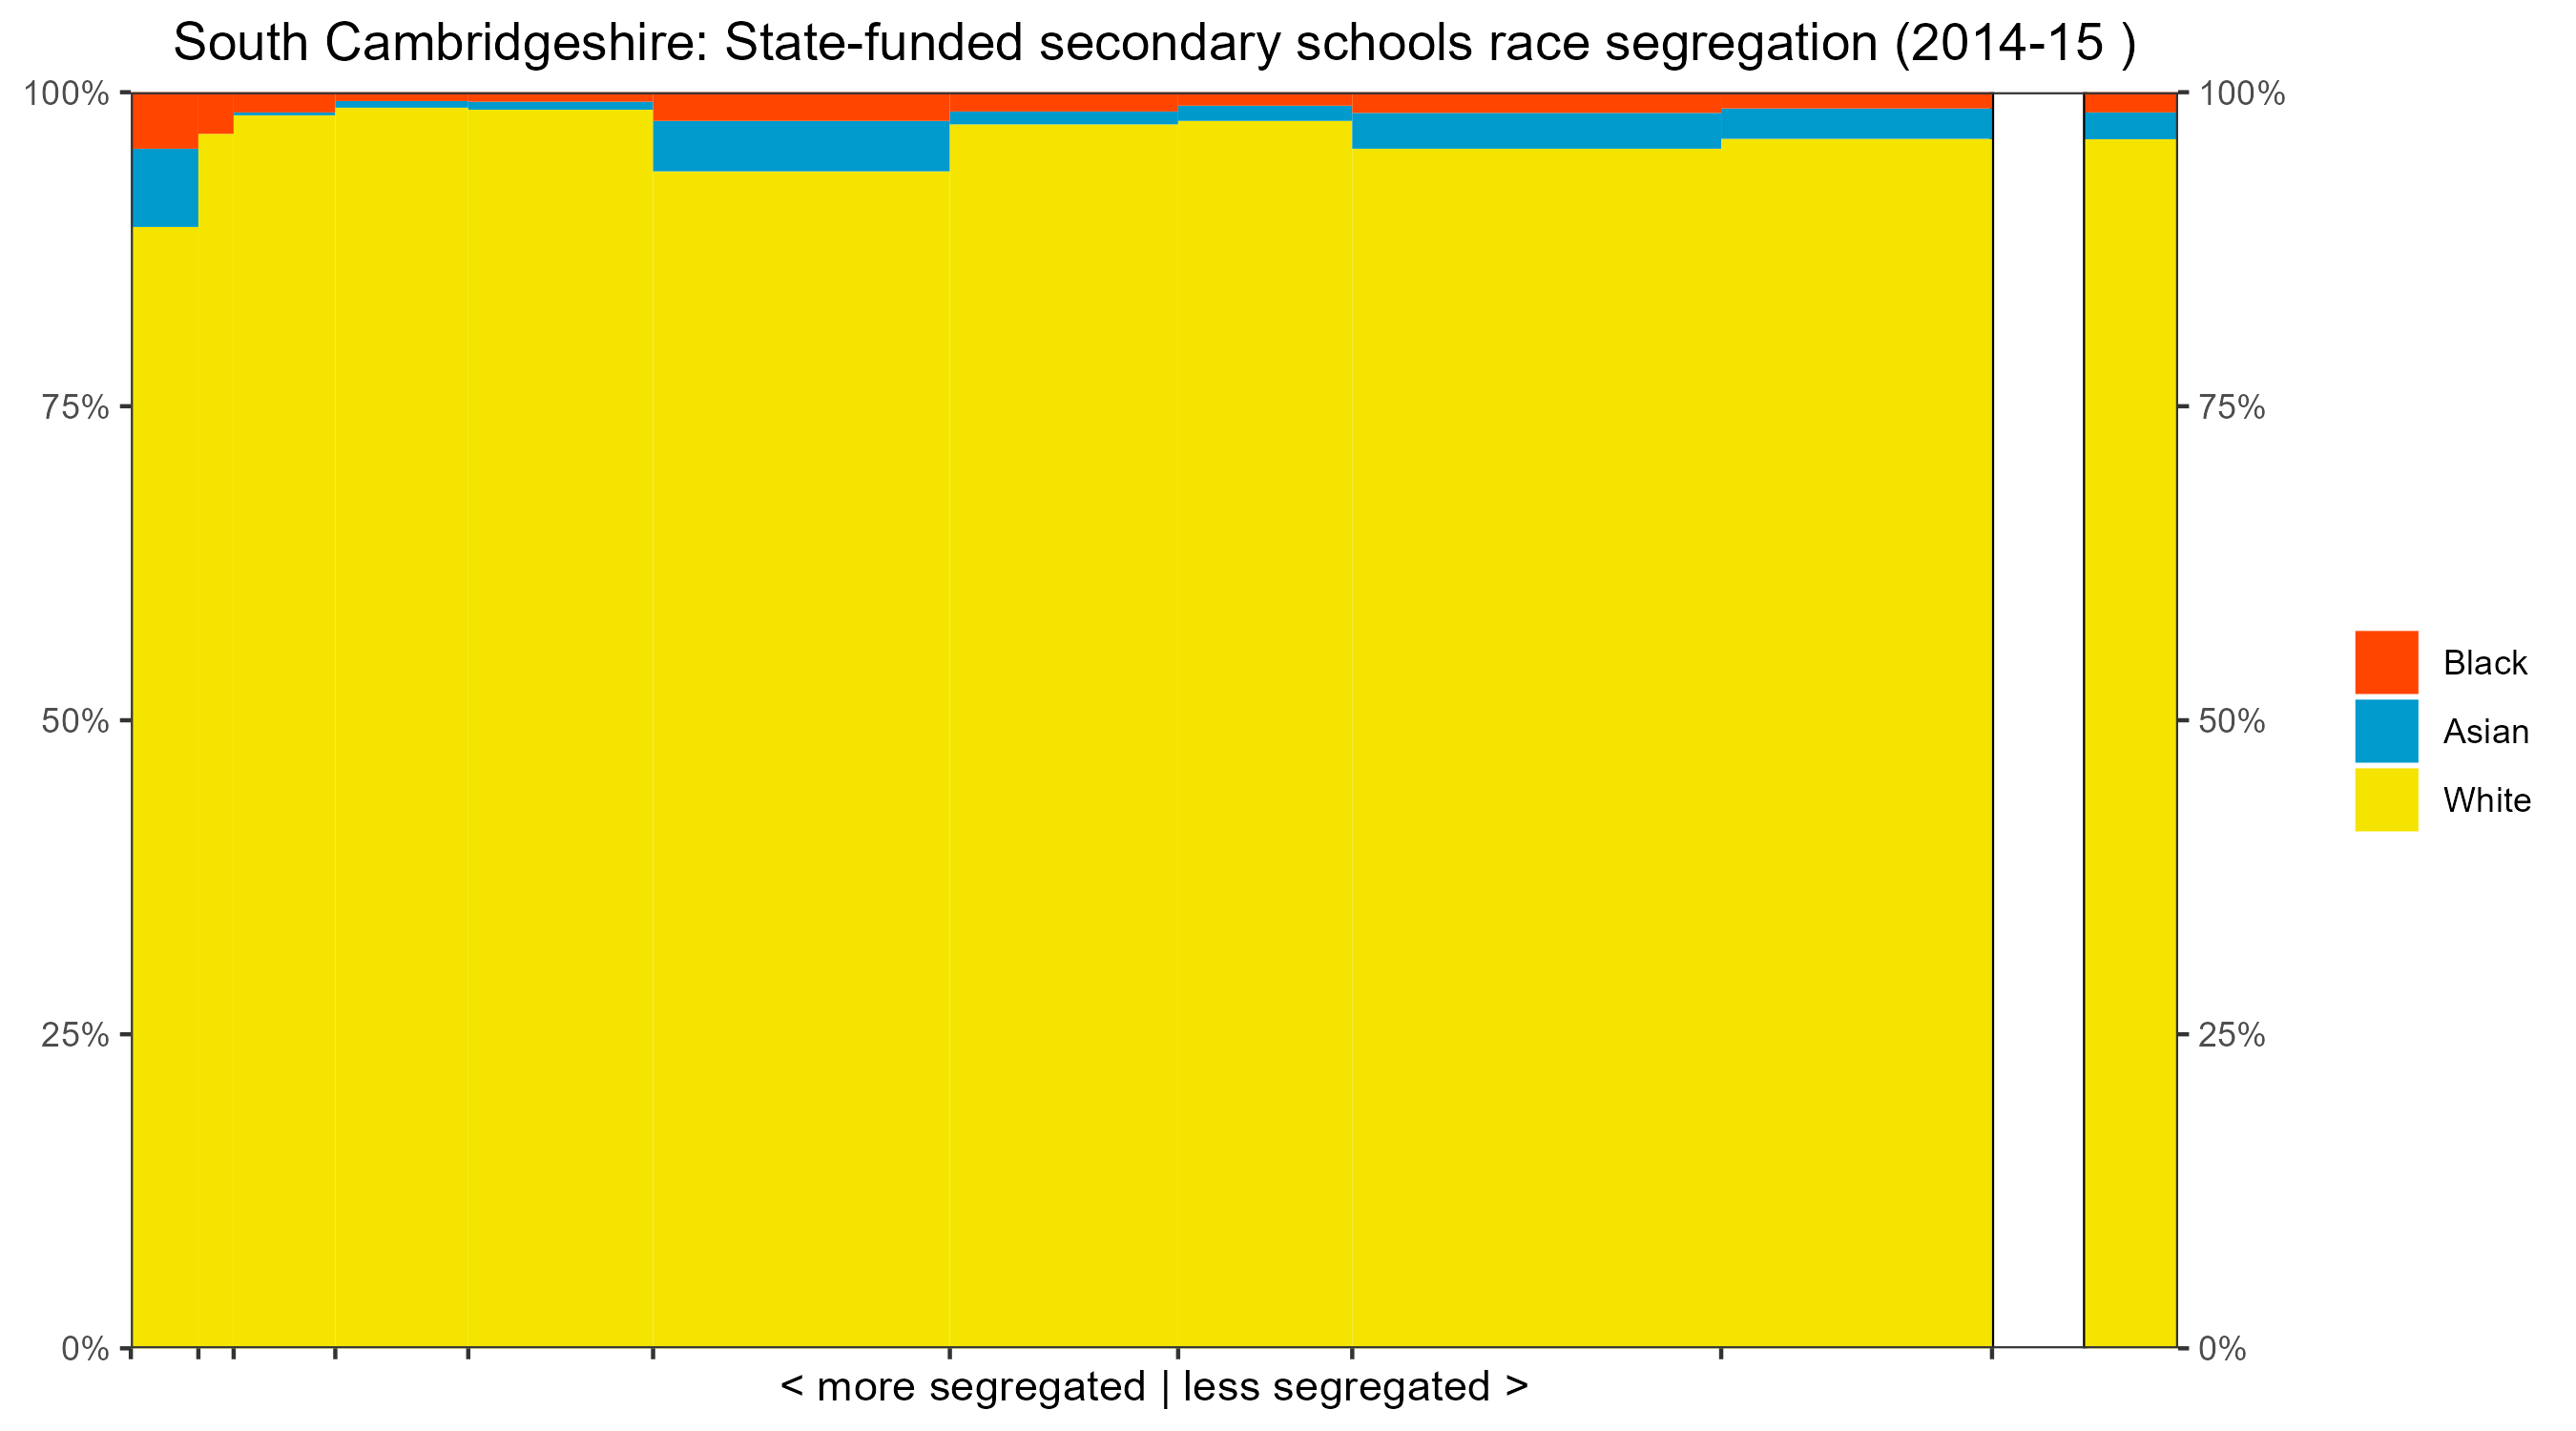 South Cambridgeshire: State-funded secondary schools race segregation (2014-15 )
100%
75%
50%
25%
0%
100%
75%
50%
25%
0%
Black
Asian
White
< more segregated | less segregated >